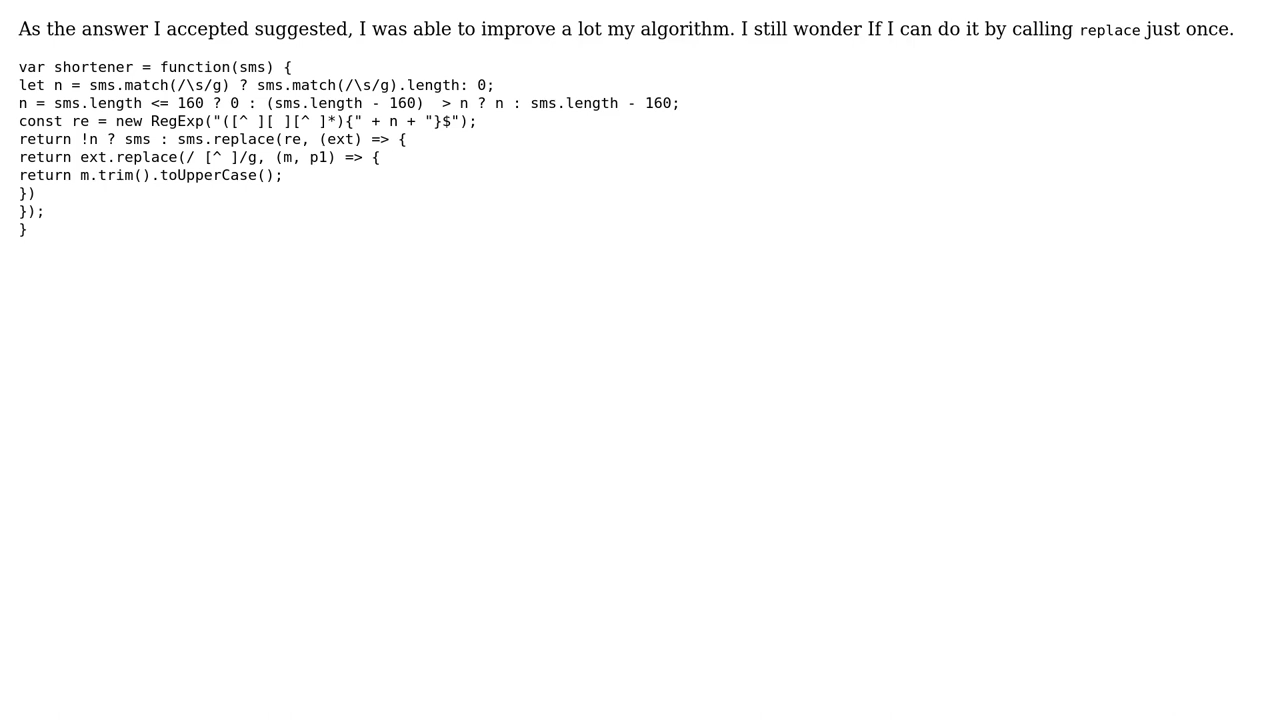 As the answer I accepted suggested, I was able to improve a lot my algorithm. I still wonder If I can do it by calling replace just once.
var shortener = function(sms) {
let n = sms.match(/\s/g) ? sms.match(/\s/g).length: 0;
n = sms.length <= 160 ? 0 : (sms.length - 160)  > n ? n : sms.length - 160;
const re = new RegExp("([^ ][ ][^ ]*){" + n + "}$");
return !n ? sms : sms.replace(re, (ext) => {
return ext.replace(/ [^ ]/g, (m, p1) => {
return m.trim().toUpperCase();
})
});
}